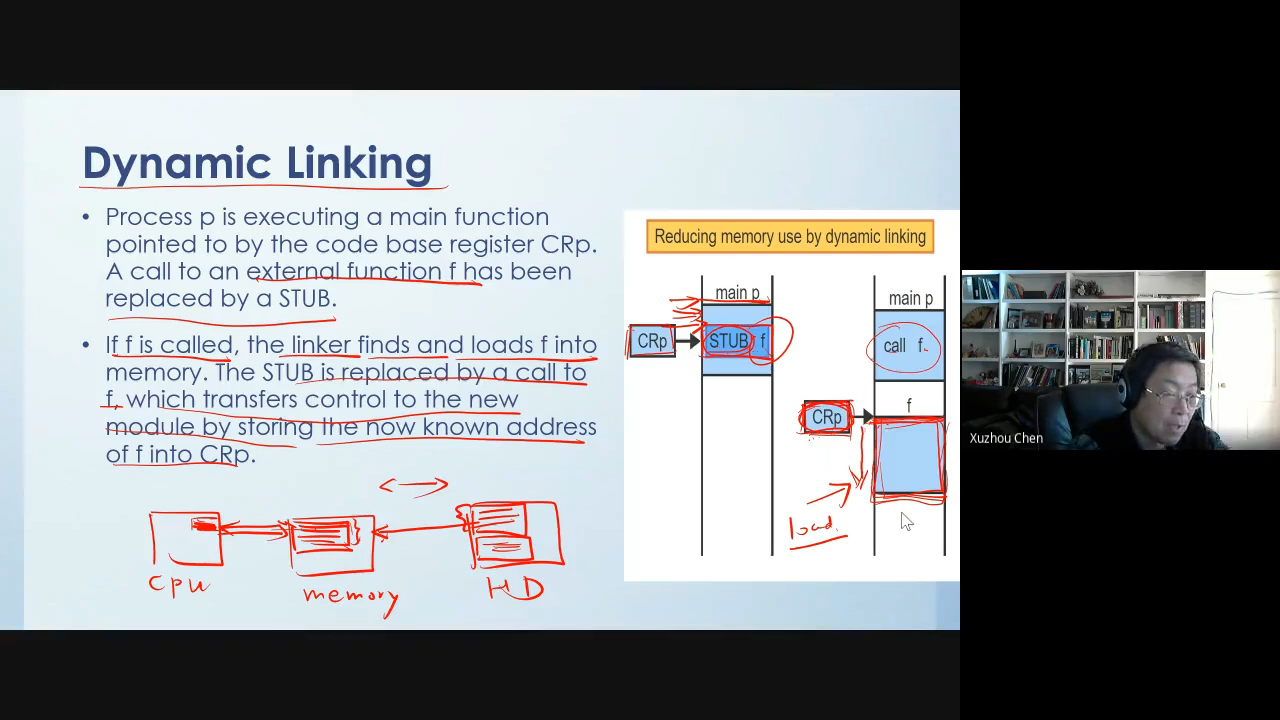 Dynamic Linking
• Process p is executing a main function
pointed to by the code base register CRp.
A call to an external function f has been
replaced by a STUB.
• If f is called, the linker finds and loads f into
memory. The STUB is replaced by a call to
f, which transfers control to the new
module by storing the now known address
of f into CRp.
cpu
memory
HD
Reducing memory use by dynamic linking
main p
CRp
STUB f
main p
call f.
f
CRp
load.
Xuzhou Chen